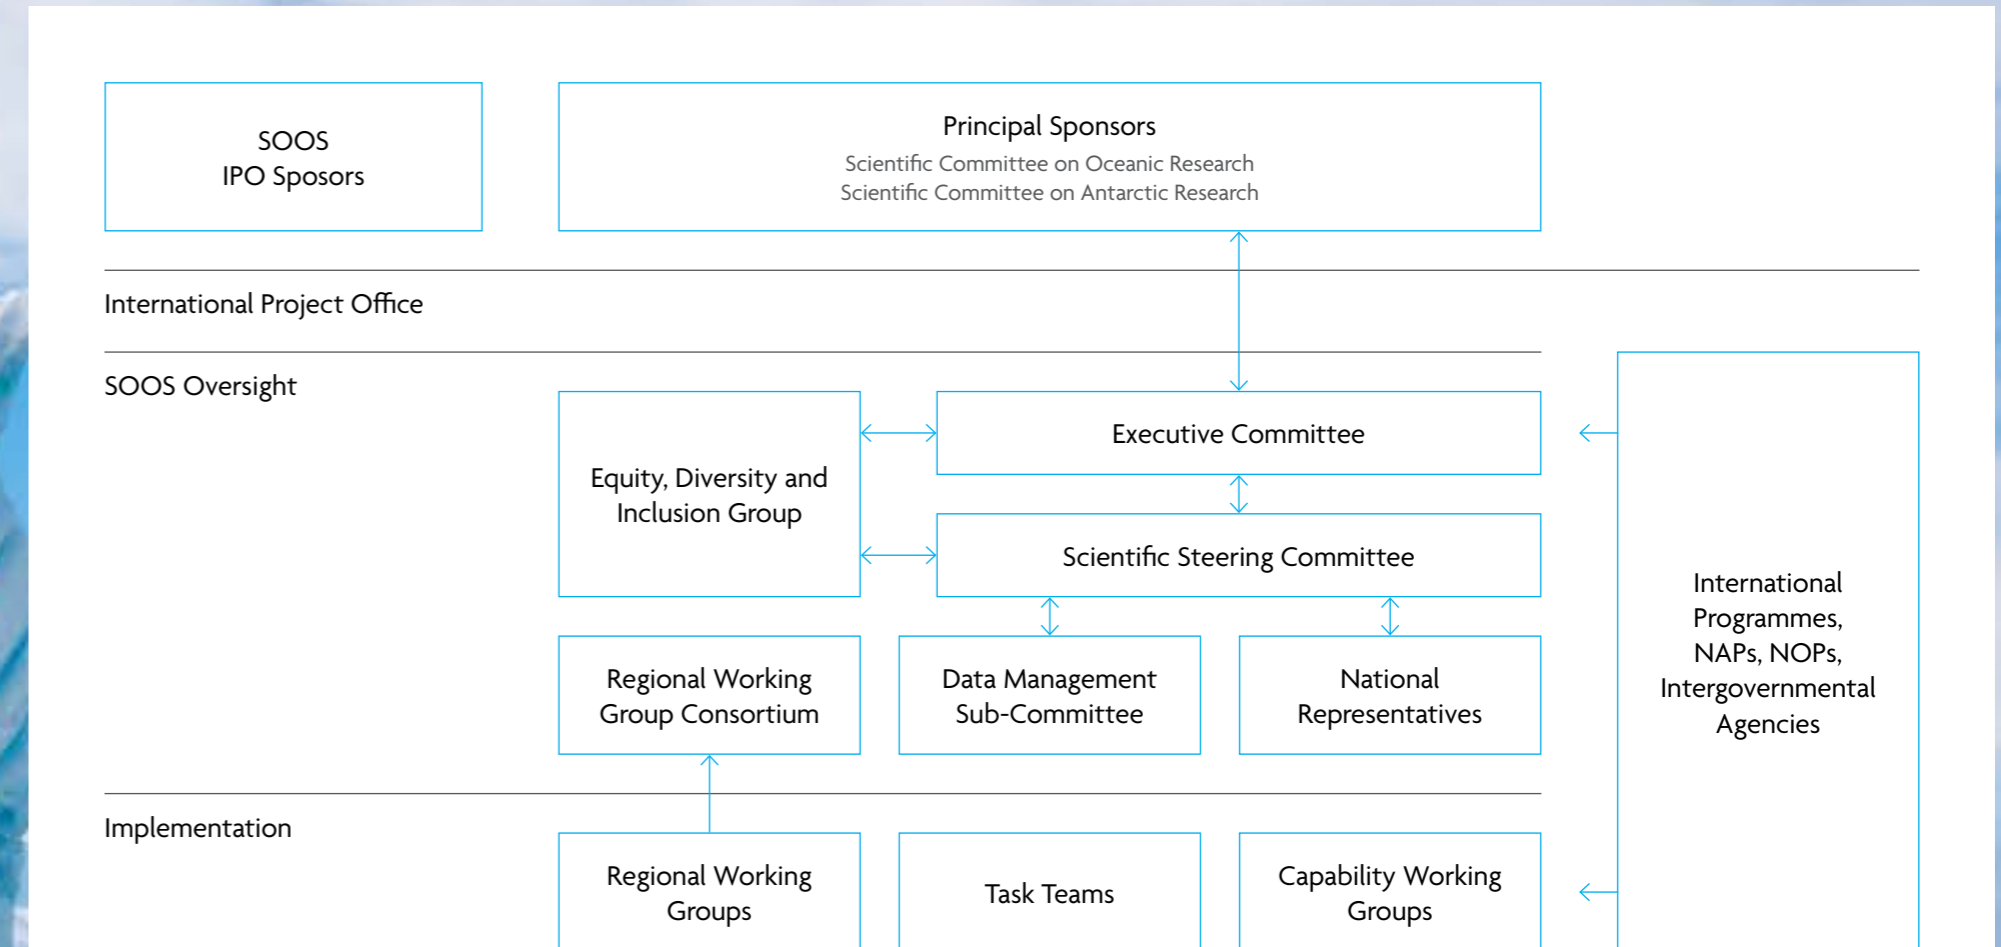 SOOS
IPO Sposors
Principal Sponsors
Scientific Committee on Oceanic Research
Scientific Committee on Antarctic Research
International Project Office
SOOS Oversight
Executive Committee
Equity, Diversity and
Inclusion Group
Scientific Steering Committee
International
Programmes,
NAPs, NOPs,
Intergovernmental
Agencies
Regional Working
Group Consortium
Data Management
Sub-Committee
National
Representatives
Implementation
Regional Working
Groups
Task Teams
Capability Working
Groups